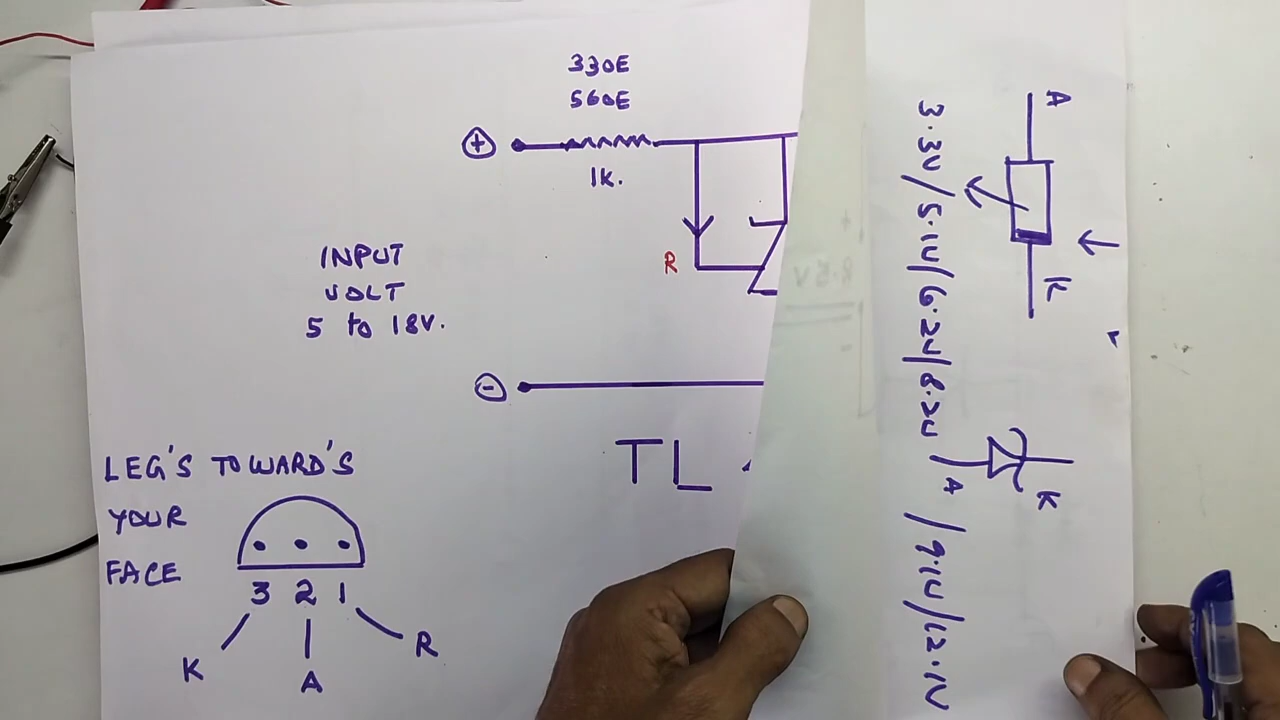 330E
560E
+
1K.
R
INPUT
VOLT
5 to 18V.
-
TL
LEG'S TOWARD'S
YOUR
FACE
3 2 1
K
A
R
A
K
3.3V/5.1V/6.2V/8.2V/9.1V/12.1V
A
K